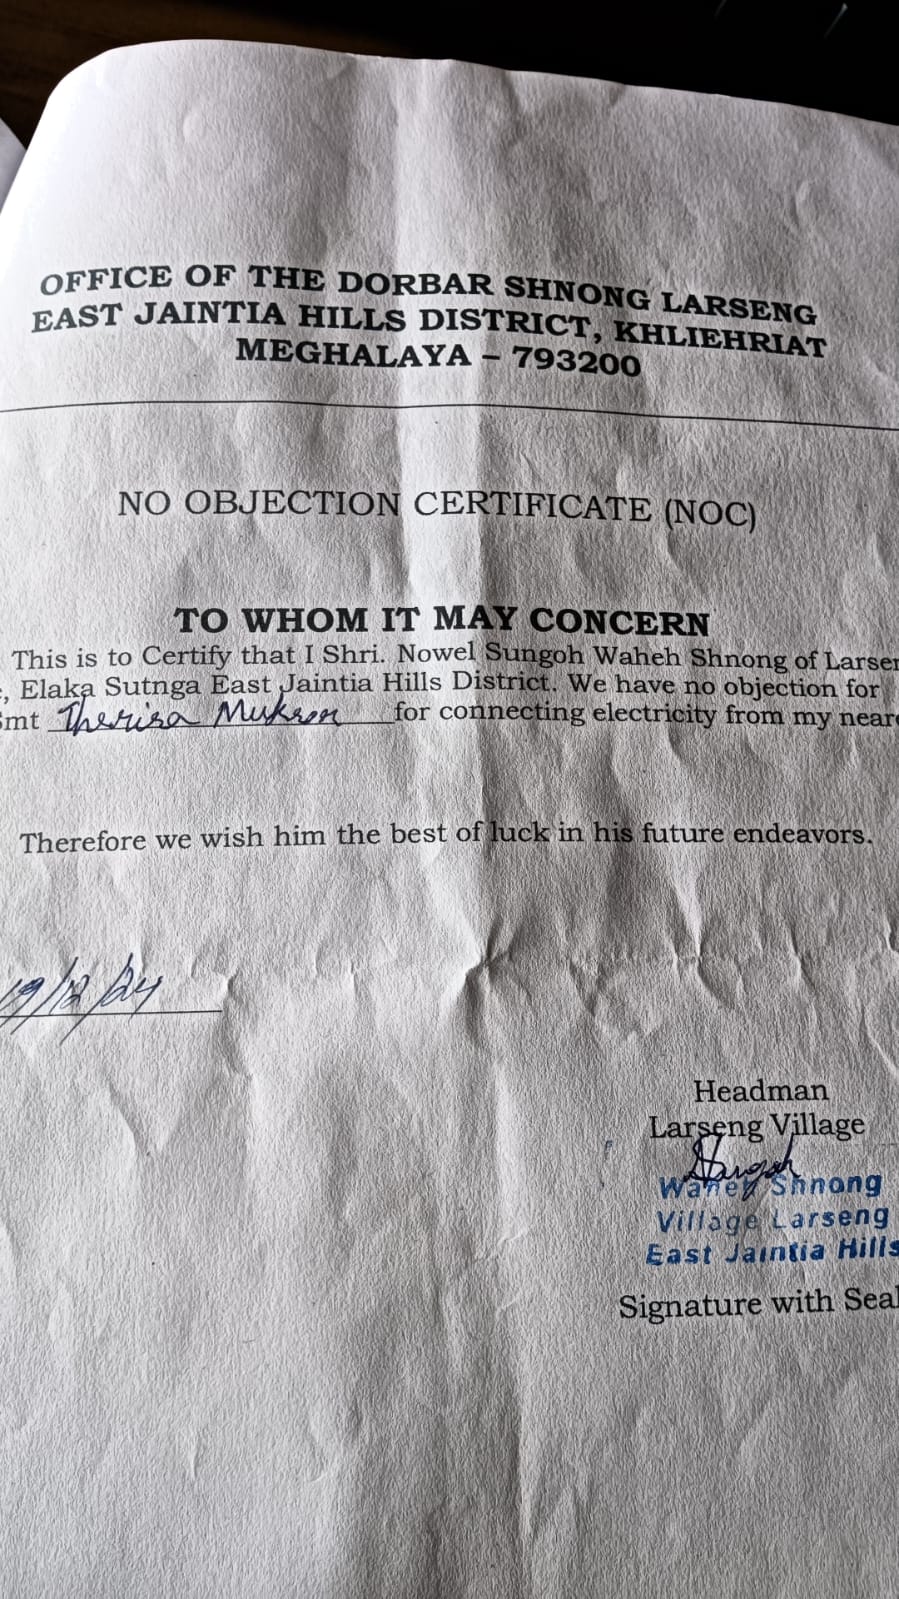 OFFICE OF THE DORBAR SHNONG LARSENG
EAST JAINTIA HILLS DISTRICT, KHLIEHRIAT
MEGHALAYA – 793200
NO OBJECTION CERTIFICATE (NOC)
TO WHOM IT MAY CONCERN
This is to Certify that I Shri. Nowel Sungoh Waheh Shnong of Larsen
, Elaka Sutnga East Jaintia Hills District. We have no objection for
Smt Therisa Mukron for connecting electricity from my near
Therefore we wish him the best of luck in his future endeavors.
19/12/24
Headman
Larseng Village
Sungoh
Waheh Shnong
Village Larseng
East Jaintia Hills
Signature with Seal